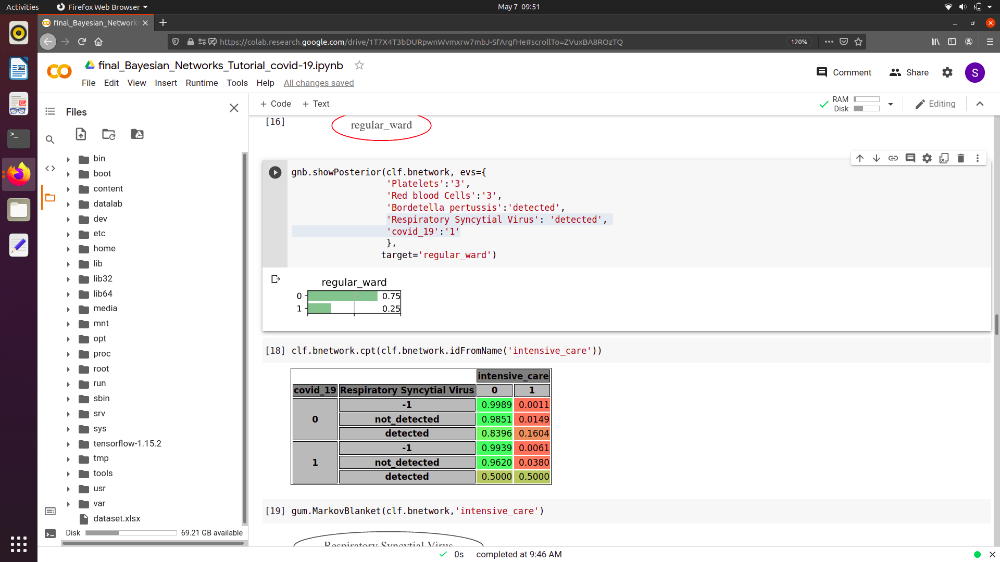 Activities
Firefox Web Browser
May 7 09:51
final_Bayesian_Network
https://colab.research.google.com/drive/1T7X4T3bDURpwnWvmxrw7mbJ-SfArgfHe#scrollTo=ZVuxBA8ROzTQ
120%
final_Bayesian_Networks_Tutorial_covid-19.ipynb
File Edit View Insert Runtime Tools Help All changes saved
Comment
Share
S
Files
+ Code + Text
RAM
Disk
Editing
bin
boot
content
datalab
dev
etc
home
lib
lib32
lib64
media
mnt
opt
proc
root
run
sbin
srv
sys
tensorflow-1.15.2
tmp
tools
usr
var
dataset.xlsx
Disk 69.21 GB available
[16]
regular_ward
gnb.showPosterior(clf.bnetwork, evs={
'Platelets':'3',
'Red blood Cells':'3',
'Bordetella pertussis':'detected',
'Respiratory Syncytial Virus': 'detected',
'covid_19':'1'
},
target='regular_ward')
regular_ward
0 0.75
1 0.25
[18] clf.bnetwork.cpt(clf.bnetwork.idFromName('intensive_care'))
intensive_care
covid_19 Respiratory Syncytial Virus 0 1
0 -1 0.9989 0.0011
not_detected 0.9851 0.0149
detected 0.8396 0.1604
1 -1 0.9939 0.0061
not_detected 0.9620 0.0380
detected 0.5000 0.5000
[19] gum.MarkovBlanket(clf.bnetwork,'intensive_care')
Respiratory Syncytial Virus
0s completed at 9:46 AM